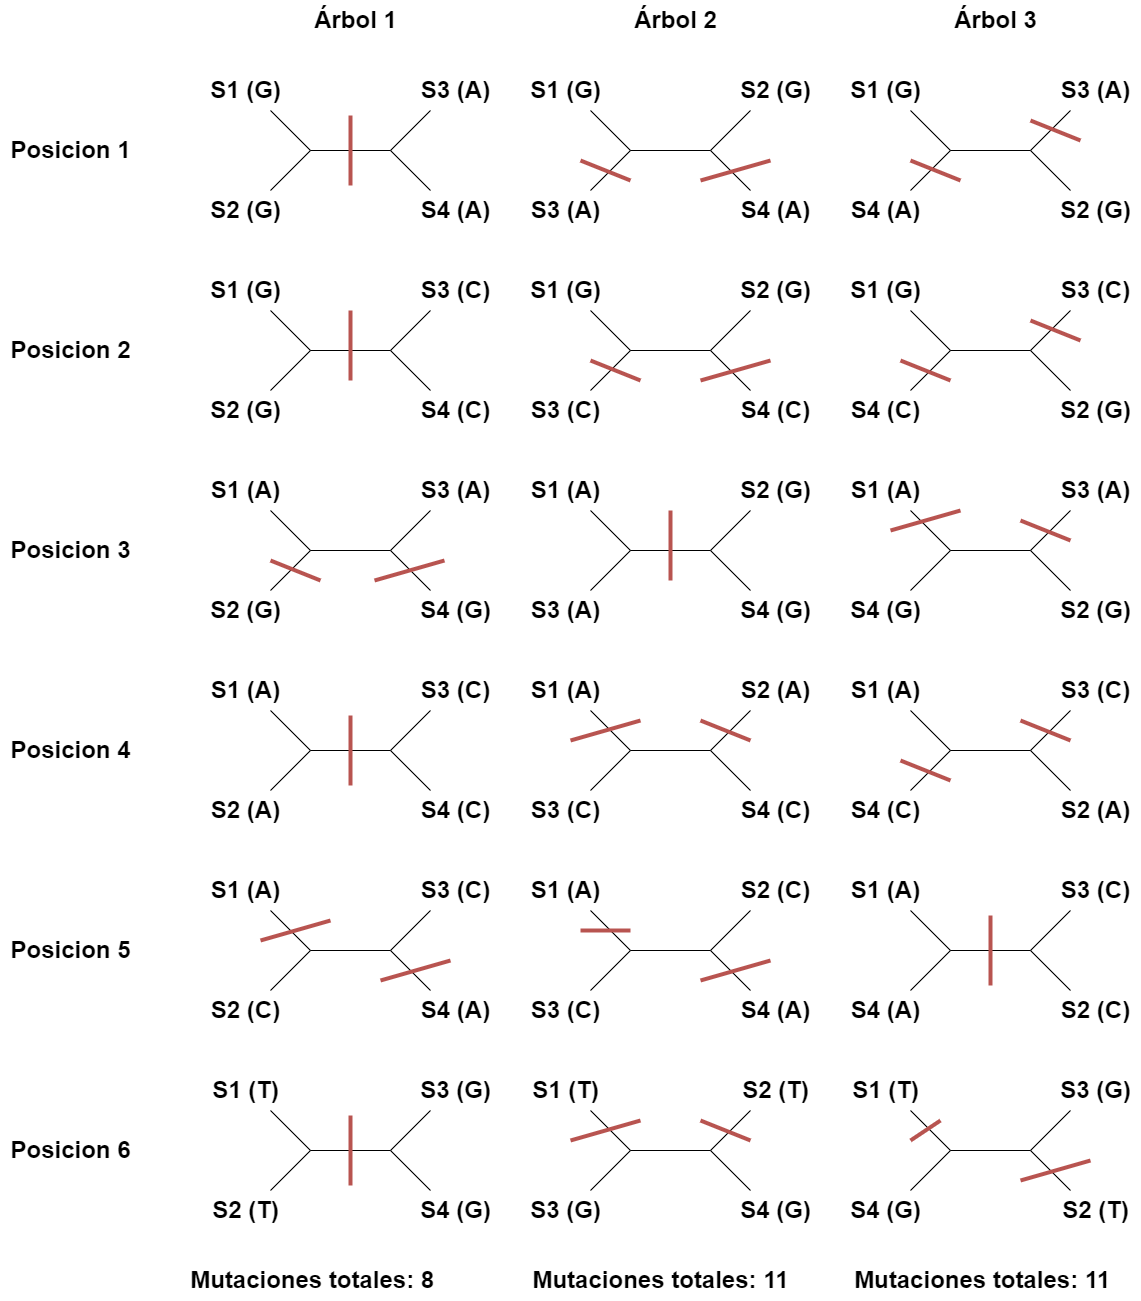 Árbol 1 Árbol 2 Árbol 3
S1 (G) S3 (A) S1 (G) S2 (G) S1 (G) S3 (A)
Posicion 1
S2 (G) S4 (A) S3 (A) S4 (A) S4 (A) S2 (G)
S1 (G) S3 (C) S1 (G) S2 (G) S1 (G) S3 (C)
Posicion 2
S2 (G) S4 (C) S3 (C) S4 (C) S4 (C) S2 (G)
S1 (A) S3 (A) S1 (A) S2 (G) S1 (A) S3 (A)
Posicion 3
S2 (G) S4 (G) S3 (A) S4 (G) S4 (G) S2 (G)
S1 (A) S3 (C) S1 (A) S2 (A) S1 (A) S3 (C)
Posicion 4
S2 (A) S4 (C) S3 (C) S4 (C) S4 (C) S2 (A)
S1 (A) S3 (C) S1 (A) S2 (C) S1 (A) S3 (C)
Posicion 5
S2 (C) S4 (A) S3 (C) S4 (A) S4 (A) S2 (C)
S1 (T) S3 (G) S1 (T) S2 (T) S1 (T) S3 (G)
Posicion 6
S2 (T) S4 (G) S3 (G) S4 (G) S4 (G) S2 (T)
Mutaciones totales: 8 Mutaciones totales: 11 Mutaciones totales: 11